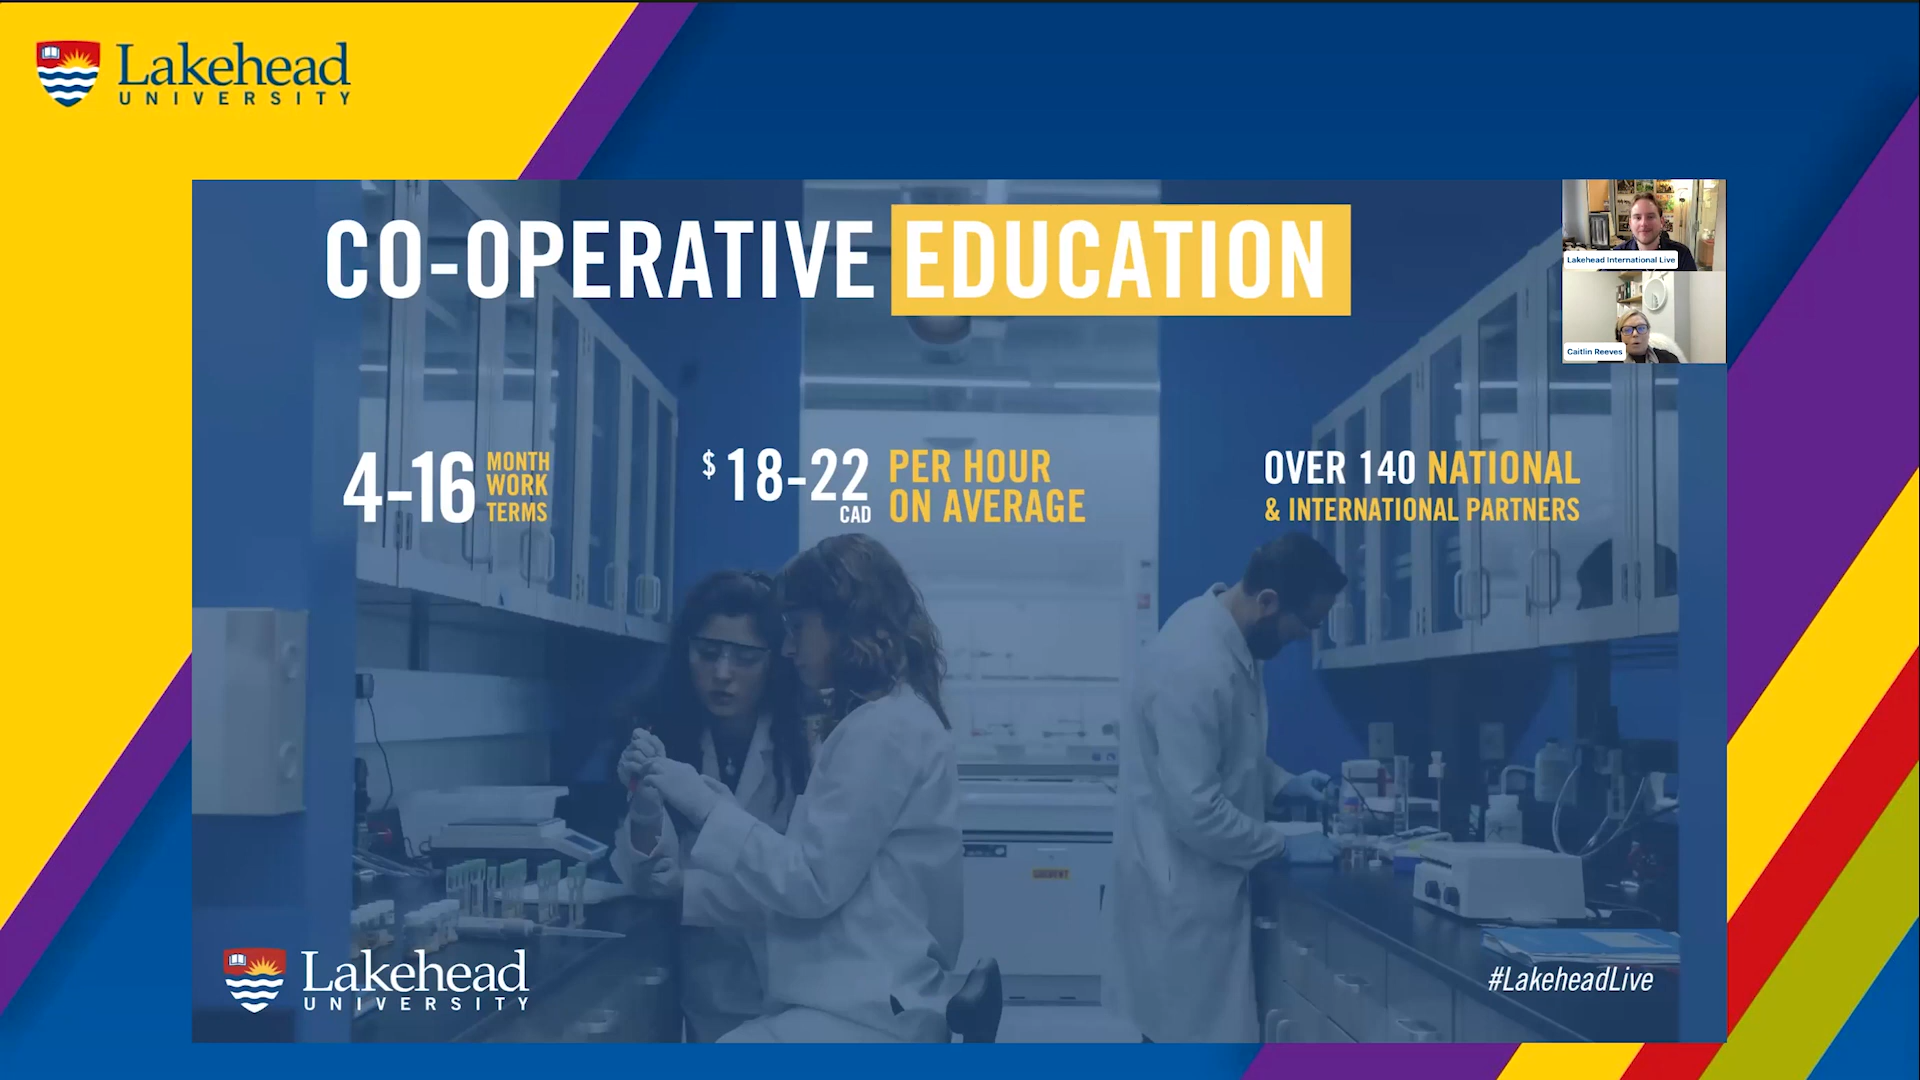 Lakehead
UNIVERSITY
CO-OPERATIVE EDUCATION
Lakehead International Live
Caitlin Reeves
4-16 MONTH
WORK
TERMS
$18-22 CAD PER HOUR
ON AVERAGE
OVER 140 NATIONAL
& INTERNATIONAL PARTNERS
SOLVENT
Lakehead
UNIVERSITY
#LakeheadLive